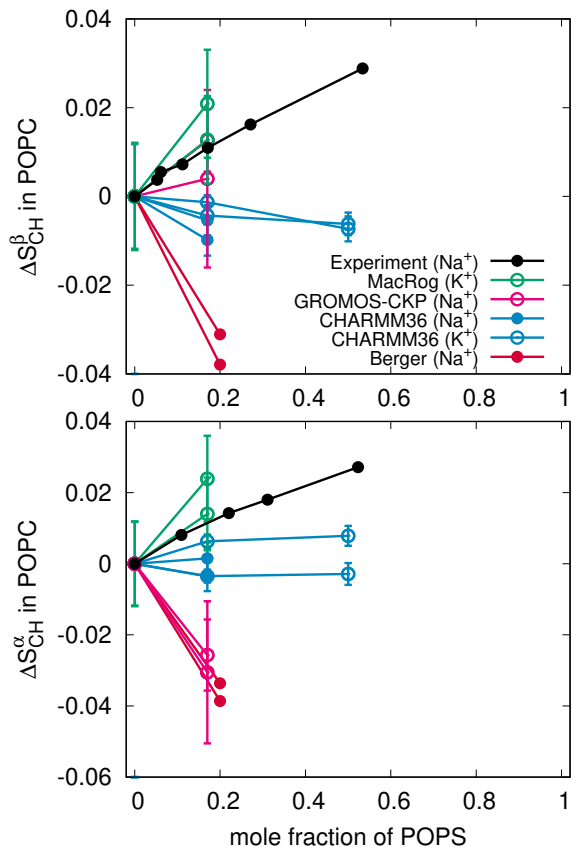 0.04
0.02
0
-0.02
-0.04
ΔS^β_CH in POPC
Experiment (Na⁺)
MacRog (K⁺)
GROMOS-CKP (Na⁺)
CHARMM36 (Na⁺)
CHARMM36 (K⁺)
Berger (Na⁺)
0 0.2 0.4 0.6 0.8 1
0.04
0.02
0
-0.02
-0.04
-0.06
ΔS^α_CH in POPC
0 0.2 0.4 0.6 0.8 1
mole fraction of POPS